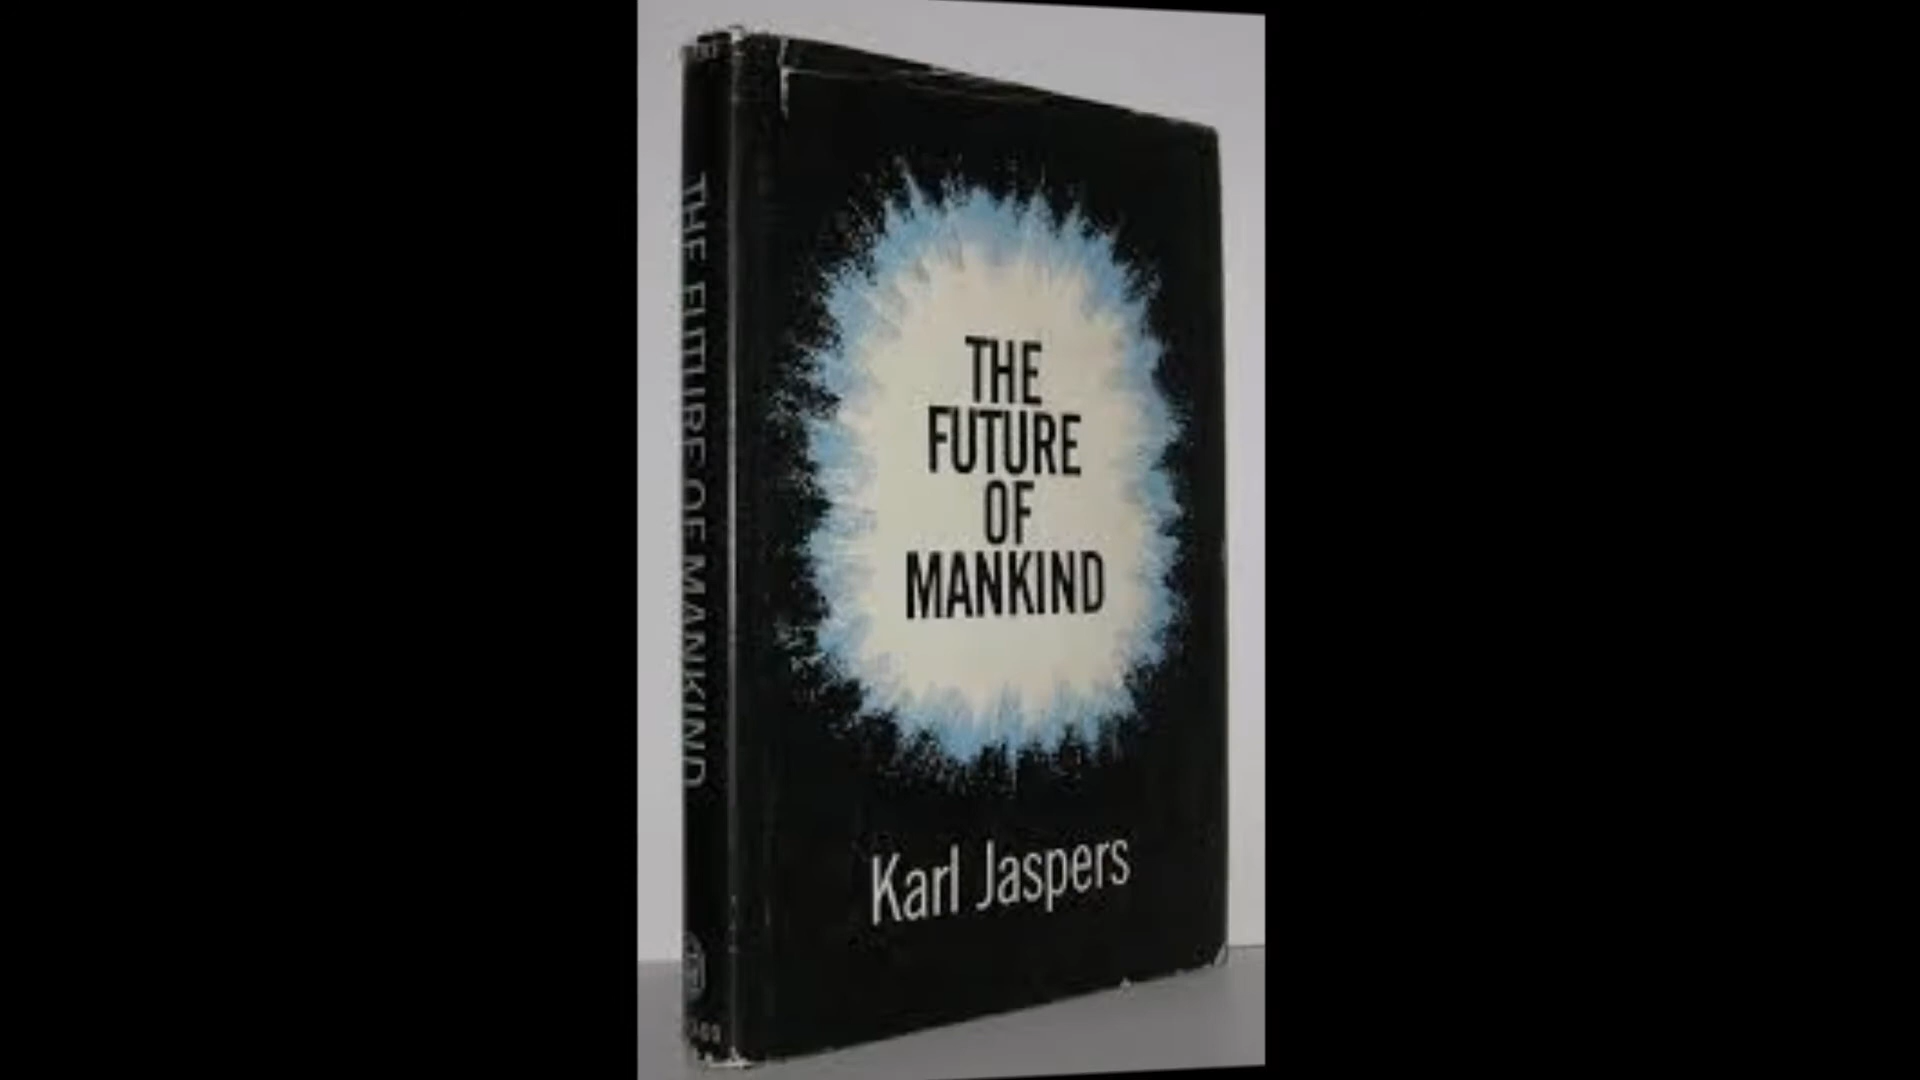 THE FUTURE OF MANKIND
THE
FUTURE
OF
MANKIND
Karl Jaspers